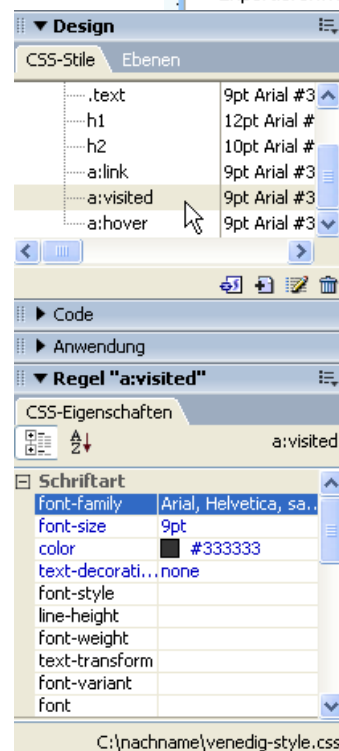 Design
CSS-Stile Ebenen
.text 9pt Arial #3
h1 12pt Arial #
h2 10pt Arial #
a:link 9pt Arial #3
a:visited 9pt Arial #3
a:hover 9pt Arial #3
Code
Anwendung
Regel "a:visited"
CSS-Eigenschaften
a:visited
Schriftart
font-family Arial, Helvetica, sa...
font-size 9pt
color #333333
text-decorati... none
font-style
line-height
font-weight
text-transform
font-variant
font
C:\nachname\venedig-style.css